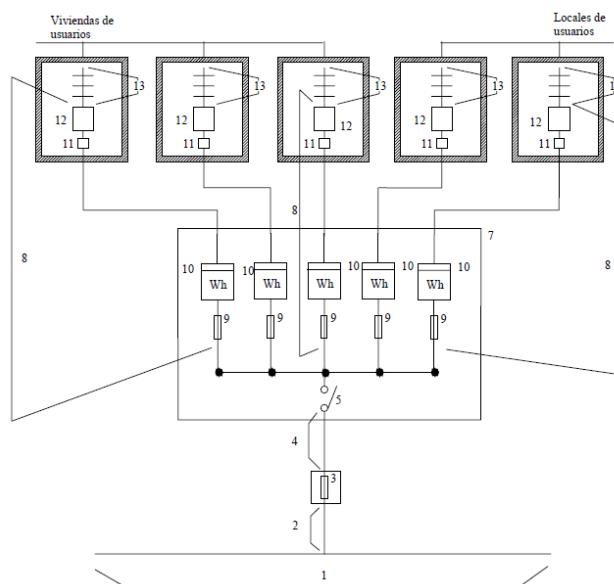 Viviendas de
usuarios
Locales de
usuarios
13 13 13 13
12 12 12 12 12
11 11 11 11 11
8
7
8 8
10 10 10 10 10
Wh Wh Wh Wh Wh
9 9 9 9 9
5
4
3
2
1